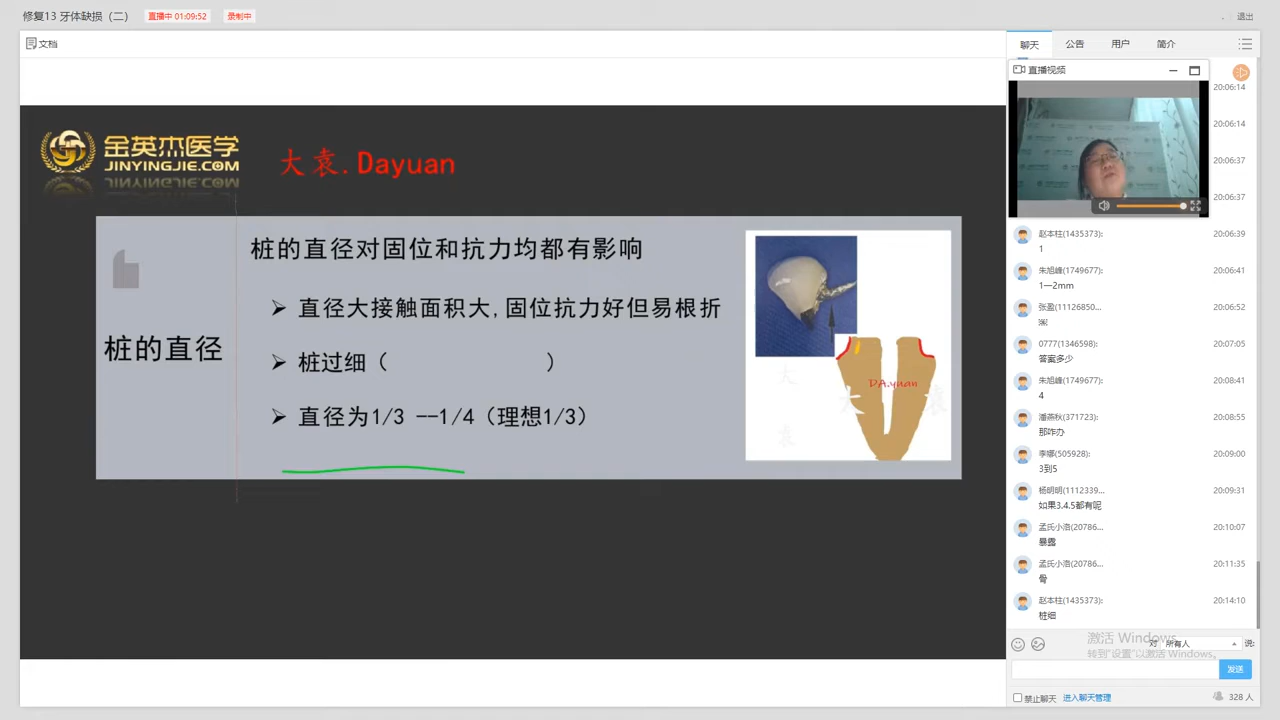 修复13 牙体缺损（二）
直播中 01:09:52
录制中
退出
文档
聊天
公告
用户
简介
直播视频
金英杰医学
JINYINGJIE.COM
大袁.Dayuan
桩的直径
桩的直径对固位和抗力均都有影响
直径大接触面积大,固位抗力好但易根折
桩过细（ ）
直径为1/3 --1/4（理想1/3）
DA.yuan
大
袁
大
袁
20:06:14
20:06:14
20:06:37
20:06:37
赵本柱(1435373): 20:06:39
1
朱旭峰(1749677): 20:06:41
1—2mm
张盈(11126850... 20:06:52
0777(1346598): 20:07:05
答案多少
朱旭峰(1749677): 20:08:41
4
潘燕秋(371723): 20:08:55
那咋办
李娜(505928): 20:09:00
3到5
杨明明(1112339... 20:09:31
如果3.4.5都有呢
孟氏小洛(20786... 20:10:07
暴露
孟氏小洛(20786... 20:11:35
骨
赵本柱(1435373): 20:14:10
桩细
激活 Windows
转到"设置"以激活 Windows。
对 所有人 说:
发送
禁止聊天 进入聊天管理
328 人